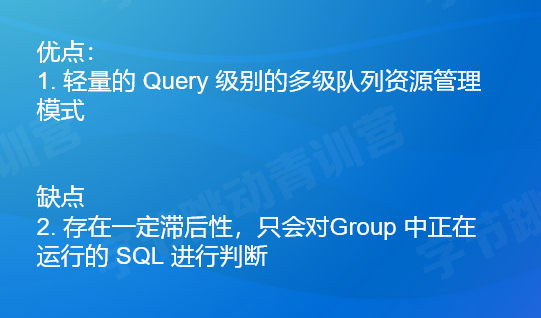 优点：
1. 轻量的 Query 级别的多级队列资源管理
模式
缺点
2. 存在一定滞后性，只会对Group 中正在
运行的 SQL 进行判断
字节跳动青训营